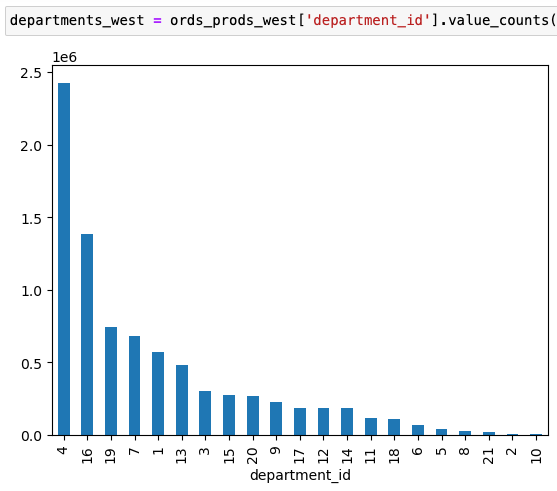 departments_west = ords_prods_west['department_id'].value_counts(
1e6
2.5
2.0
1.5
1.0
0.5
0.0
4 16 19 7 1 13 3 15 20 9 17 12 14 11 18 6 5 8 21 2 10
department_id